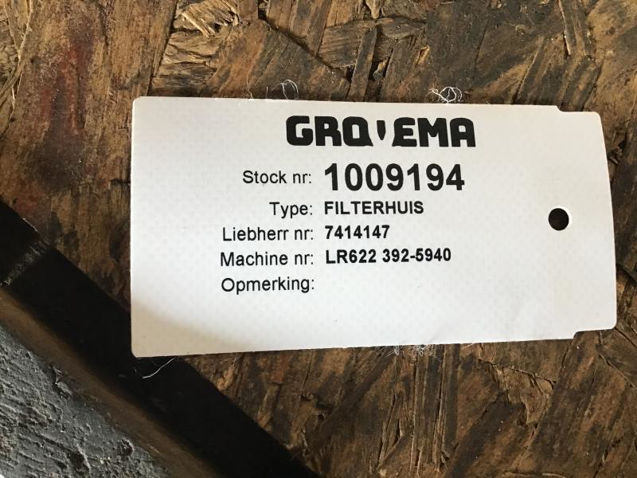 GRO'EMA
Stock nr: 1009194
Type: FILTERHUIS
Liebherr nr: 7414147
Machine nr: LR622 392-5940
Opmerking: